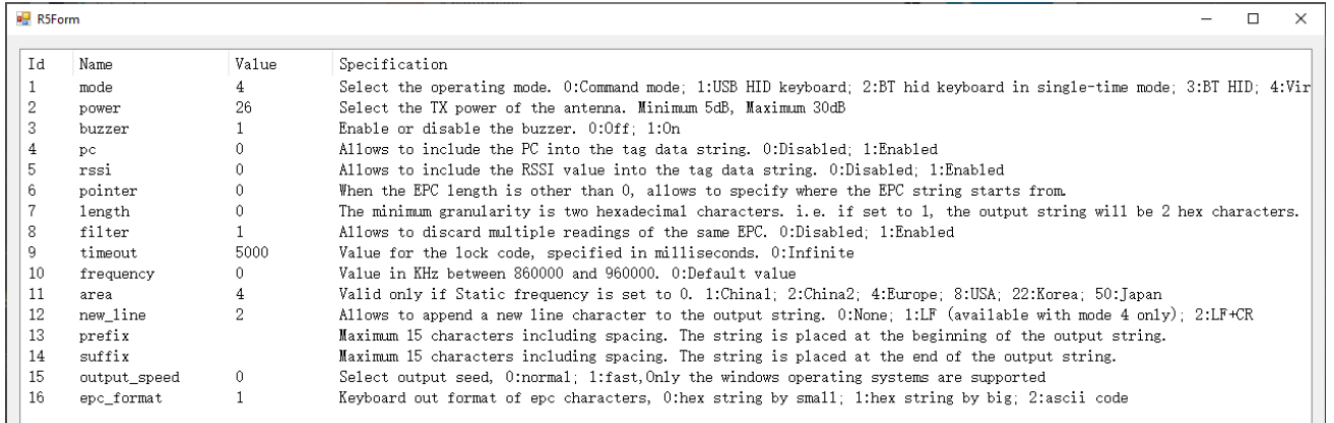 R5Form
Id Name Value Specification
1 mode 4 Select the operating mode. 0:Command mode; 1:USB HID keyboard; 2:BT hid keyboard in single-time mode; 3:BT HID; 4:Vir
2 power 26 Select the TX power of the antenna. Minimum 5dB, Maximum 30dB
3 buzzer 1 Enable or disable the buzzer. 0:Off; 1:On
4 pc 0 Allows to include the PC into the tag data string. 0:Disabled; 1:Enabled
5 rssi 0 Allows to include the RSSI value into the tag data string. 0:Disabled; 1:Enabled
6 pointer 0 When the EPC length is other than 0, allows to specify where the EPC string starts from.
7 length 0 The minimum granularity is two hexadecimal characters. i.e. if set to 1, the output string will be 2 hex characters.
8 filter 1 Allows to discard multiple readings of the same EPC. 0:Disabled; 1:Enabled
9 timeout 5000 Value for the lock code, specified in milliseconds. 0:Infinite
10 frequency 0 Value in KHz between 860000 and 960000. 0:Default value
11 area 4 Valid only if Static frequency is set to 0. 1:China1; 2:China2; 4:Europe; 8:USA; 22:Korea; 50:Japan
12 new_line 2 Allows to append a new line character to the output string. 0:None; 1:LF (available with mode 4 only); 2:LF+CR
13 prefix Maximum 15 characters including spacing. The string is placed at the beginning of the output string.
14 suffix Maximum 15 characters including spacing. The string is placed at the end of the output string.
15 output_speed 0 Select output seed, 0:normal; 1:fast,Only the windows operating systems are supported
16 epc_format 1 Keyboard out format of epc characters, 0:hex string by small; 1:hex string by big; 2:ascii code